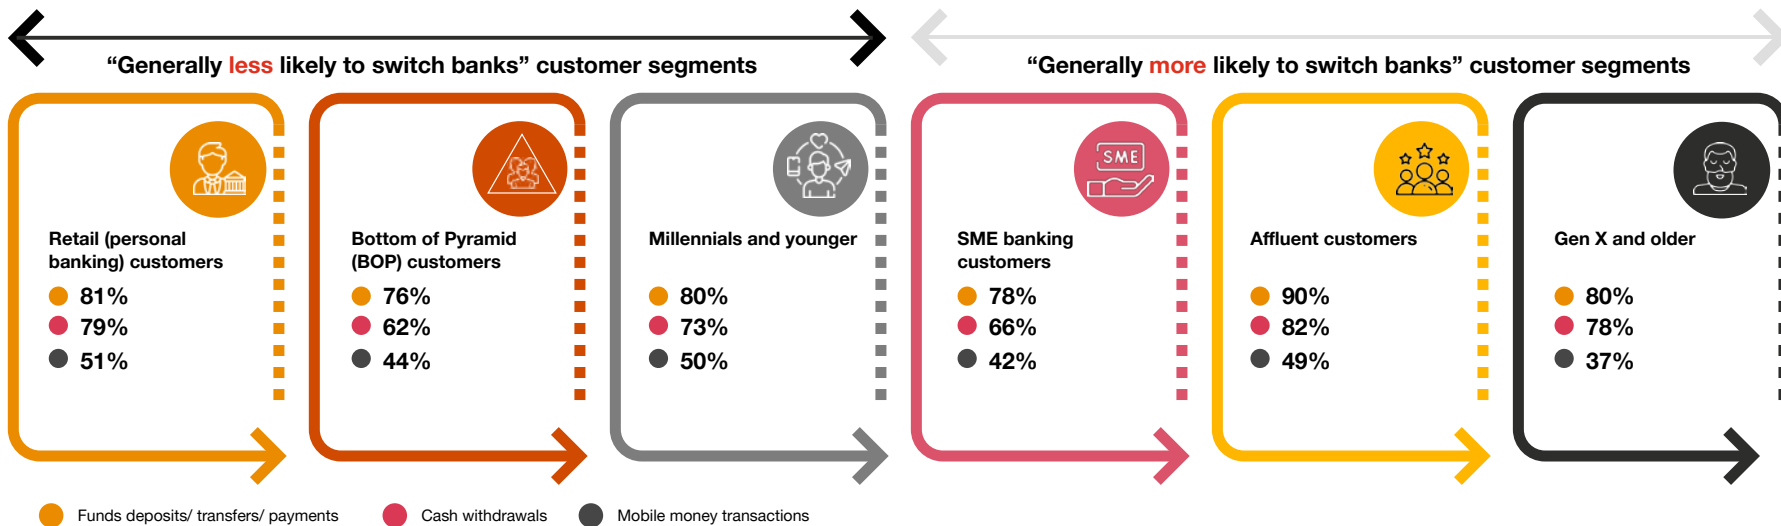 “Generally less likely to switch banks” customer segments
“Generally more likely to switch banks” customer segments
Retail (personal
banking) customers
81%
79%
51%
Bottom of Pyramid
(BOP) customers
76%
62%
44%
Millennials and younger
80%
73%
50%
SME
SME banking
customers
78%
66%
42%
Affluent customers
90%
82%
49%
Gen X and older
80%
78%
37%
Funds deposits/ transfers/ payments
Cash withdrawals
Mobile money transactions